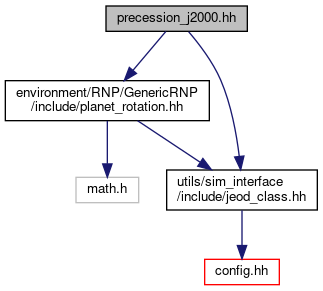 precession_j2000.hh
environment/RNP/GenericRNP
/include/planet_rotation.hh
math.h
utils/sim_interface
/include/jeod_class.hh
config.hh